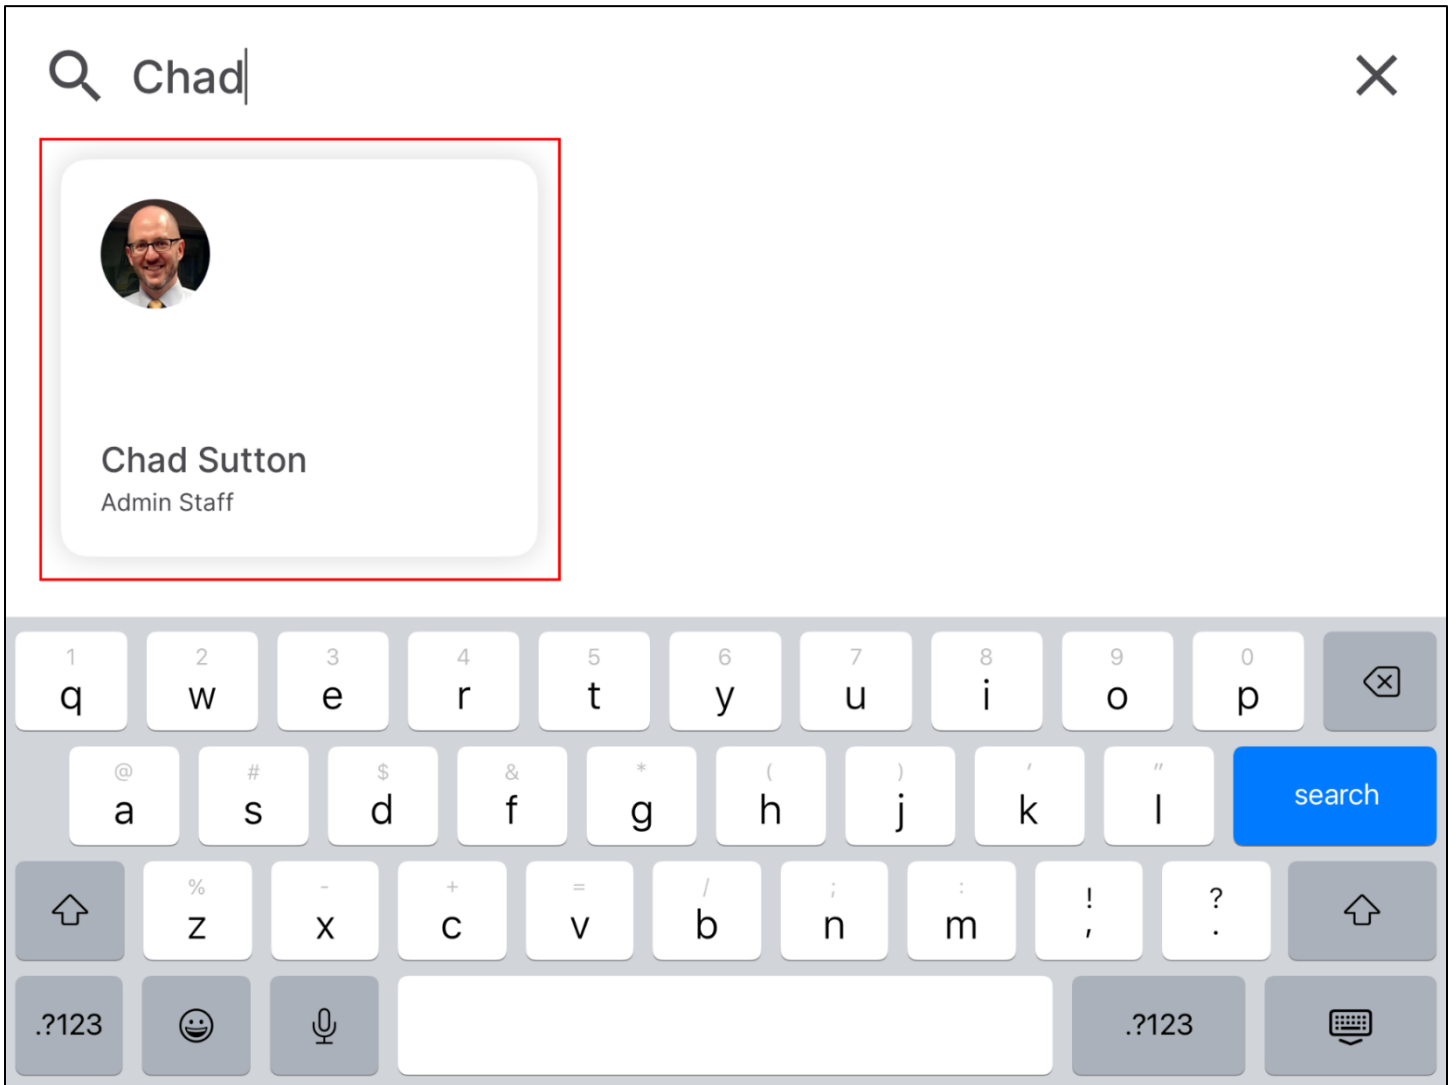 Chad
Chad Sutton
Admin Staff
1 2 3 4 5 6 7 8 9 0
q w e r t y u i o p
@ # $ & * ( ) ' "
a s d f g h j k l search
% - + = / ; : ! ?
z x c v b n m , .
.?123 .?123